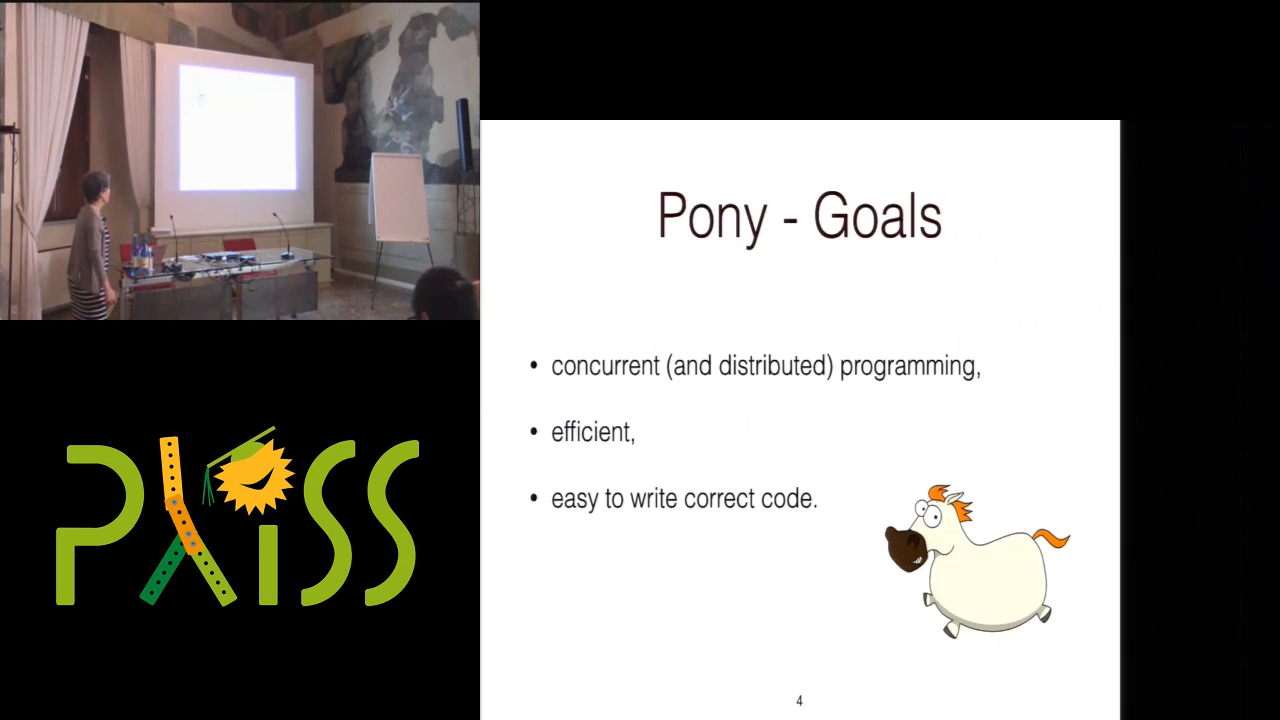 Pony - Goals
• concurrent (and distributed) programming,
• efficient,
• easy to write correct code.
4
PLISS